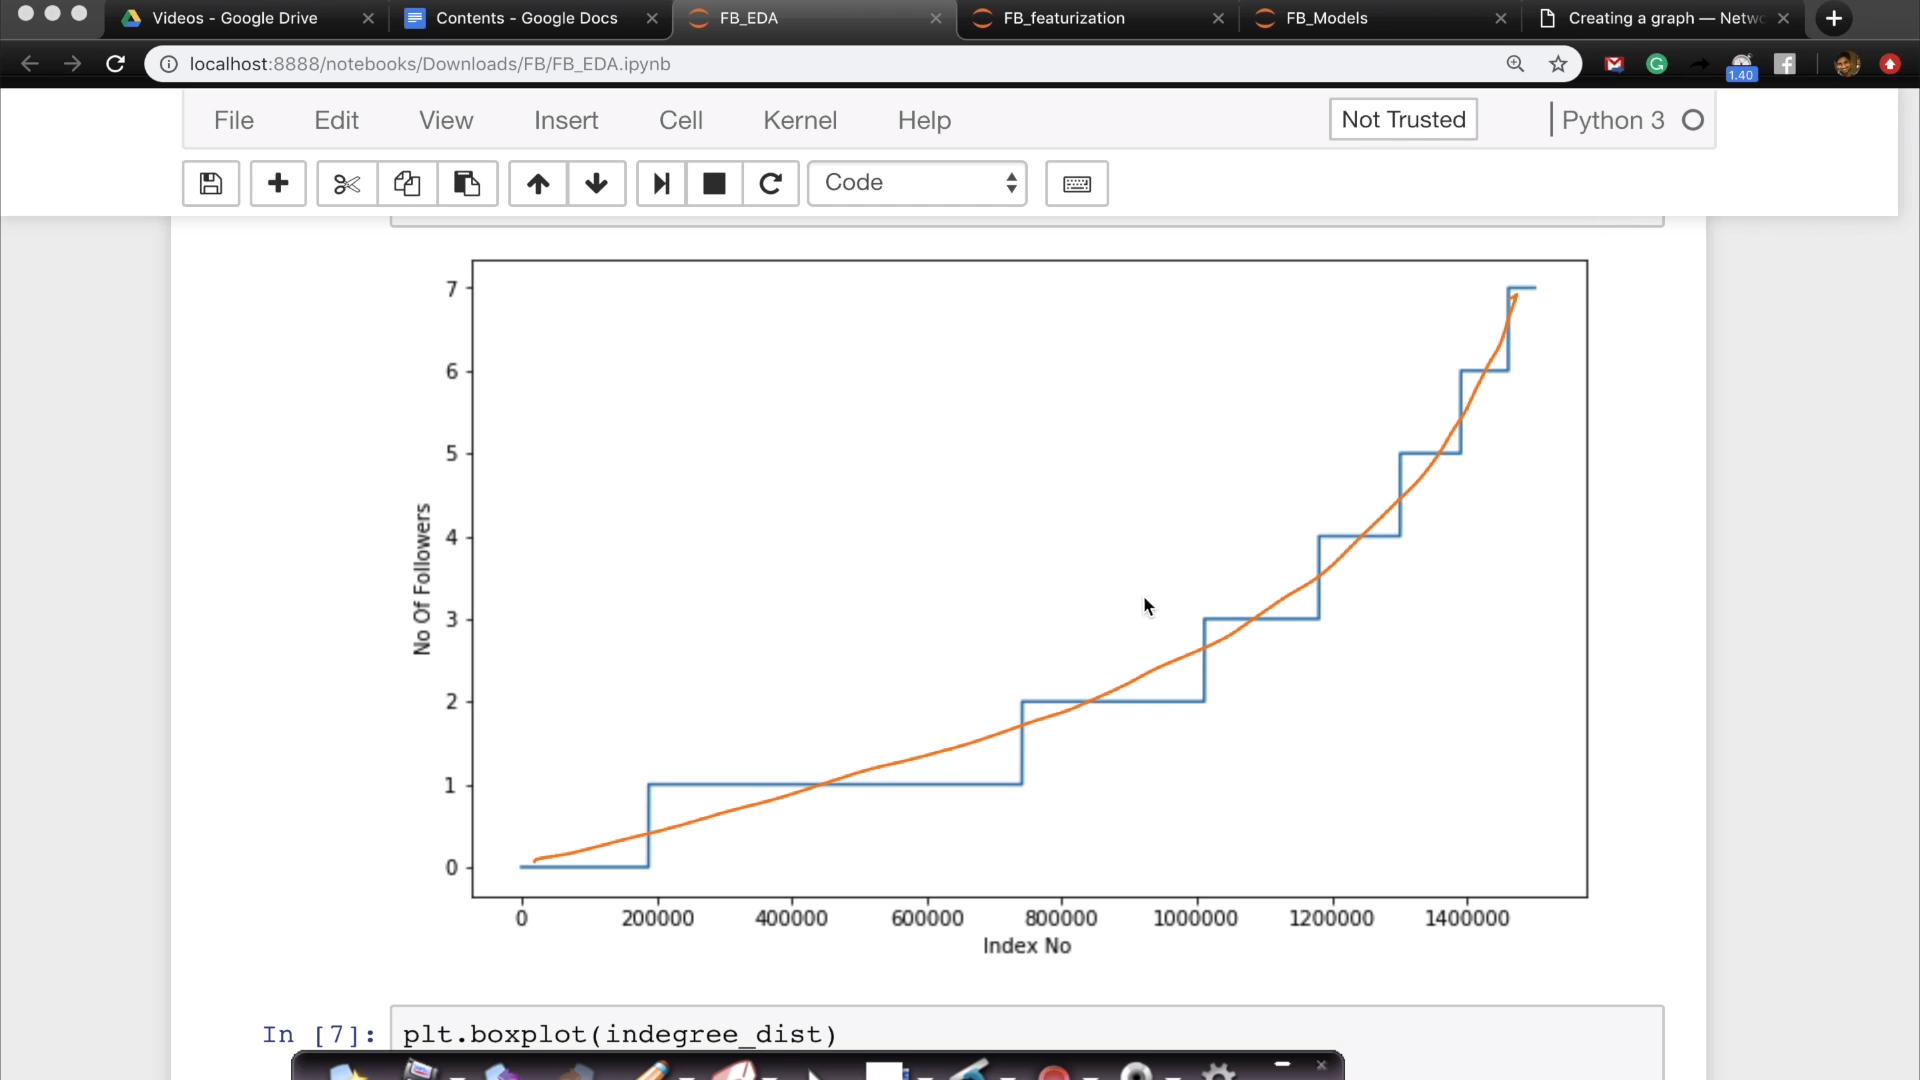 Videos - Google Drive
Contents - Google Docs
FB_EDA
FB_featurization
FB_Models
Creating a graph — Netw
localhost:8888/notebooks/Downloads/FB/FB_EDA.ipynb
1.40
File Edit View Insert Cell Kernel Help
Not Trusted
Python 3
Code
7
6
5
4
3
2
1
0
No Of Followers
0 200000 400000 600000 800000 1000000 1200000 1400000
Index No
In [7]: plt.boxplot(indegree_dist)